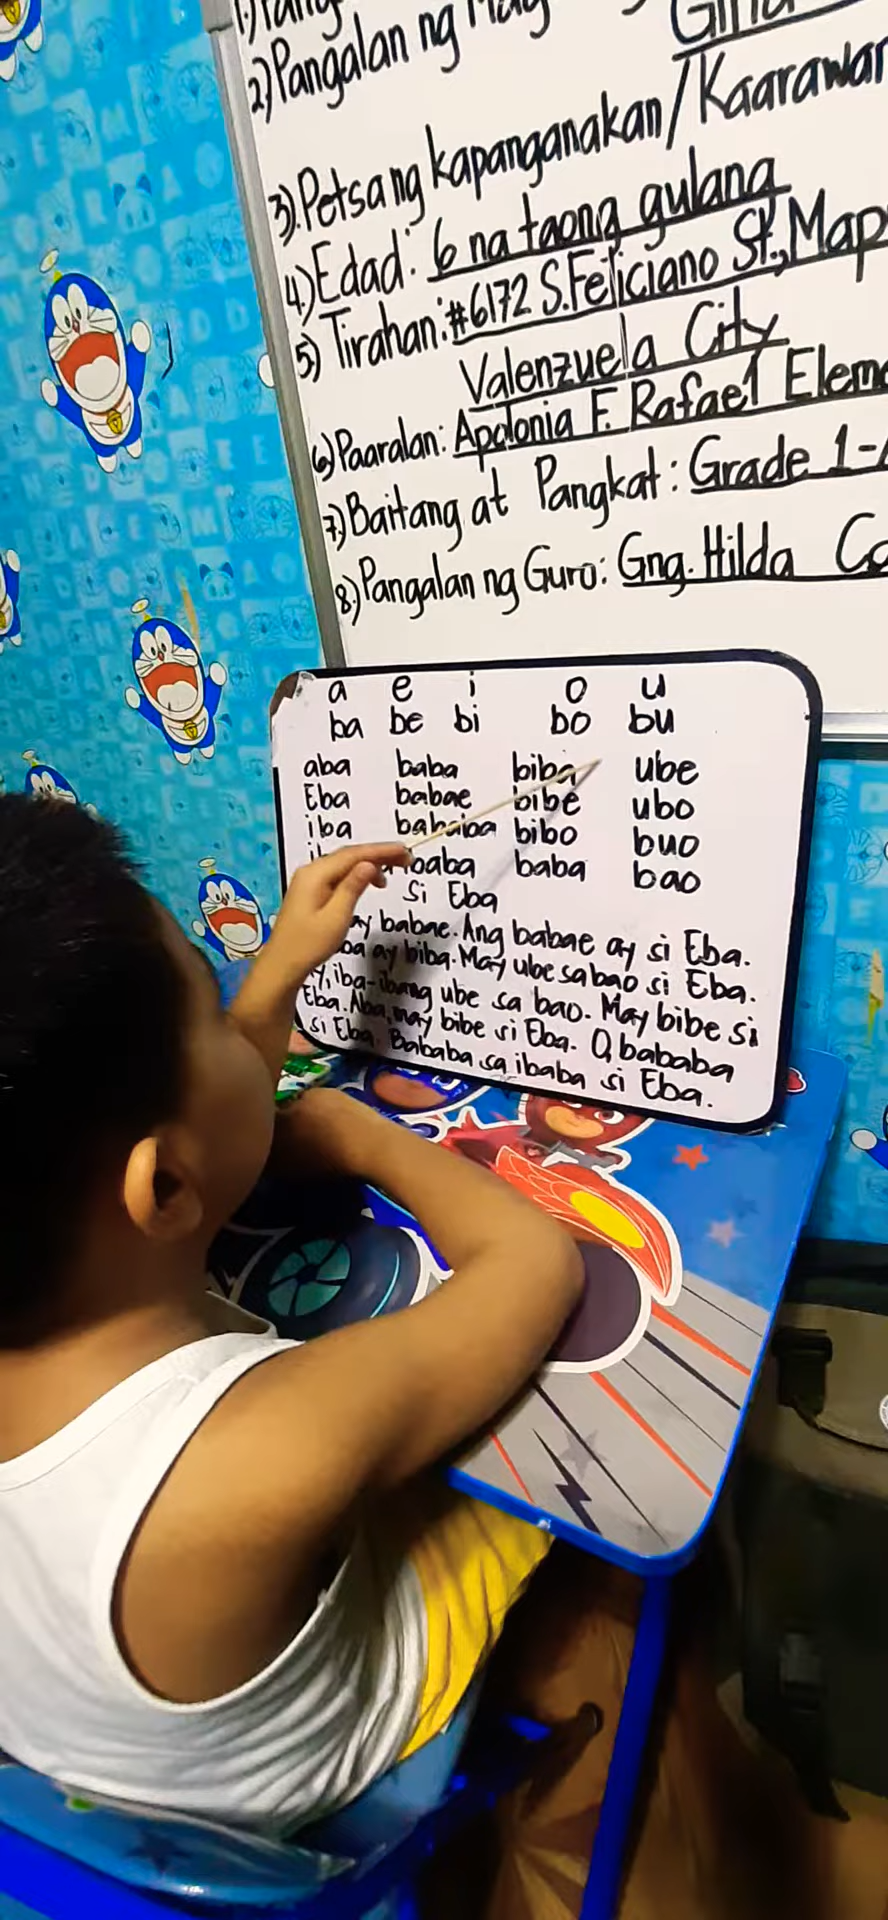 2) Pangalan ng
3). Petsa ng kapanganakan / Kaarawan
4) Edad: 6 na taong gulang
5) Tirahan: #6172 S. Feliciano St., Map
Valenzuela City
6) Paaralan: Apolonia F. Rafael Elem
7.) Baitang at Pangkat: Grade 1-
8.) Pangalan ng Guro: Gng. Hilda
a e i o u
ba be bi bo bu
aba baba biba ube
Eba babae bibe ubo
iba bababa bibo buo
baba baba bao
Si Eba
ay babae. Ang babae ay si Eba.
ay biba. May ube sa bao si Eba.
iba-ibang ube sa bao. May bibe si
Eba. Aba, may bibe si Eba. O, bababa
si Eba. Bababa sa ibaba si Eba.